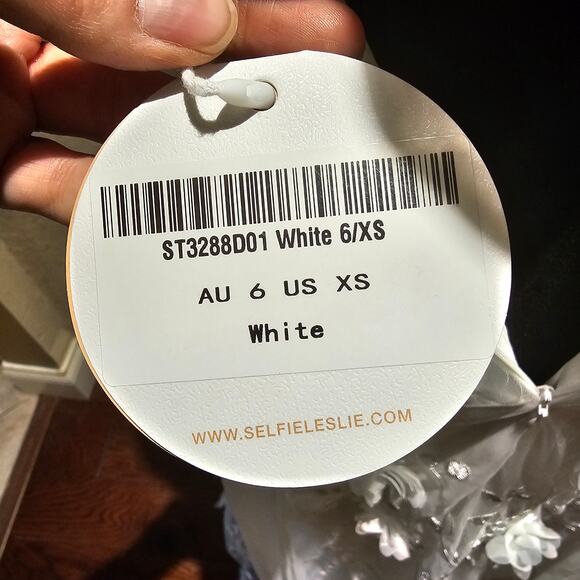 ST3288D01 White 6/XS
AU 6 US XS
White
WWW.SELFIELESLIE.COM